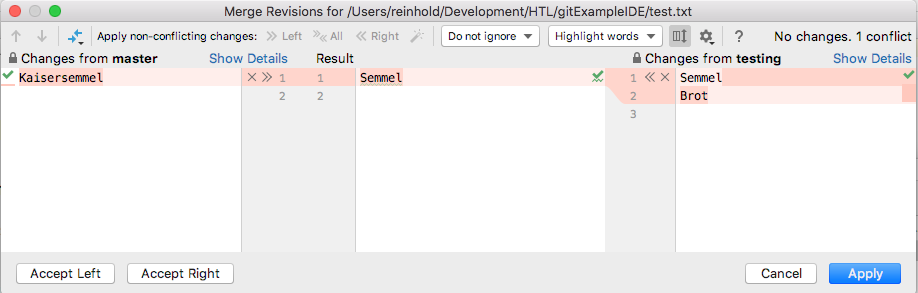 Merge Revisions for /Users/reinhold/Development/HTL/gitExampleIDE/test.txt
Apply non-conflicting changes: Left All Right Do not ignore Highlight words ? No changes. 1 conflict
Changes from master Show Details Result Changes from testing Show Details
Kaisersemmel 1 1 Semmel 1 Semmel
2 2 2 Brot
3
Accept Left Accept Right Cancel Apply